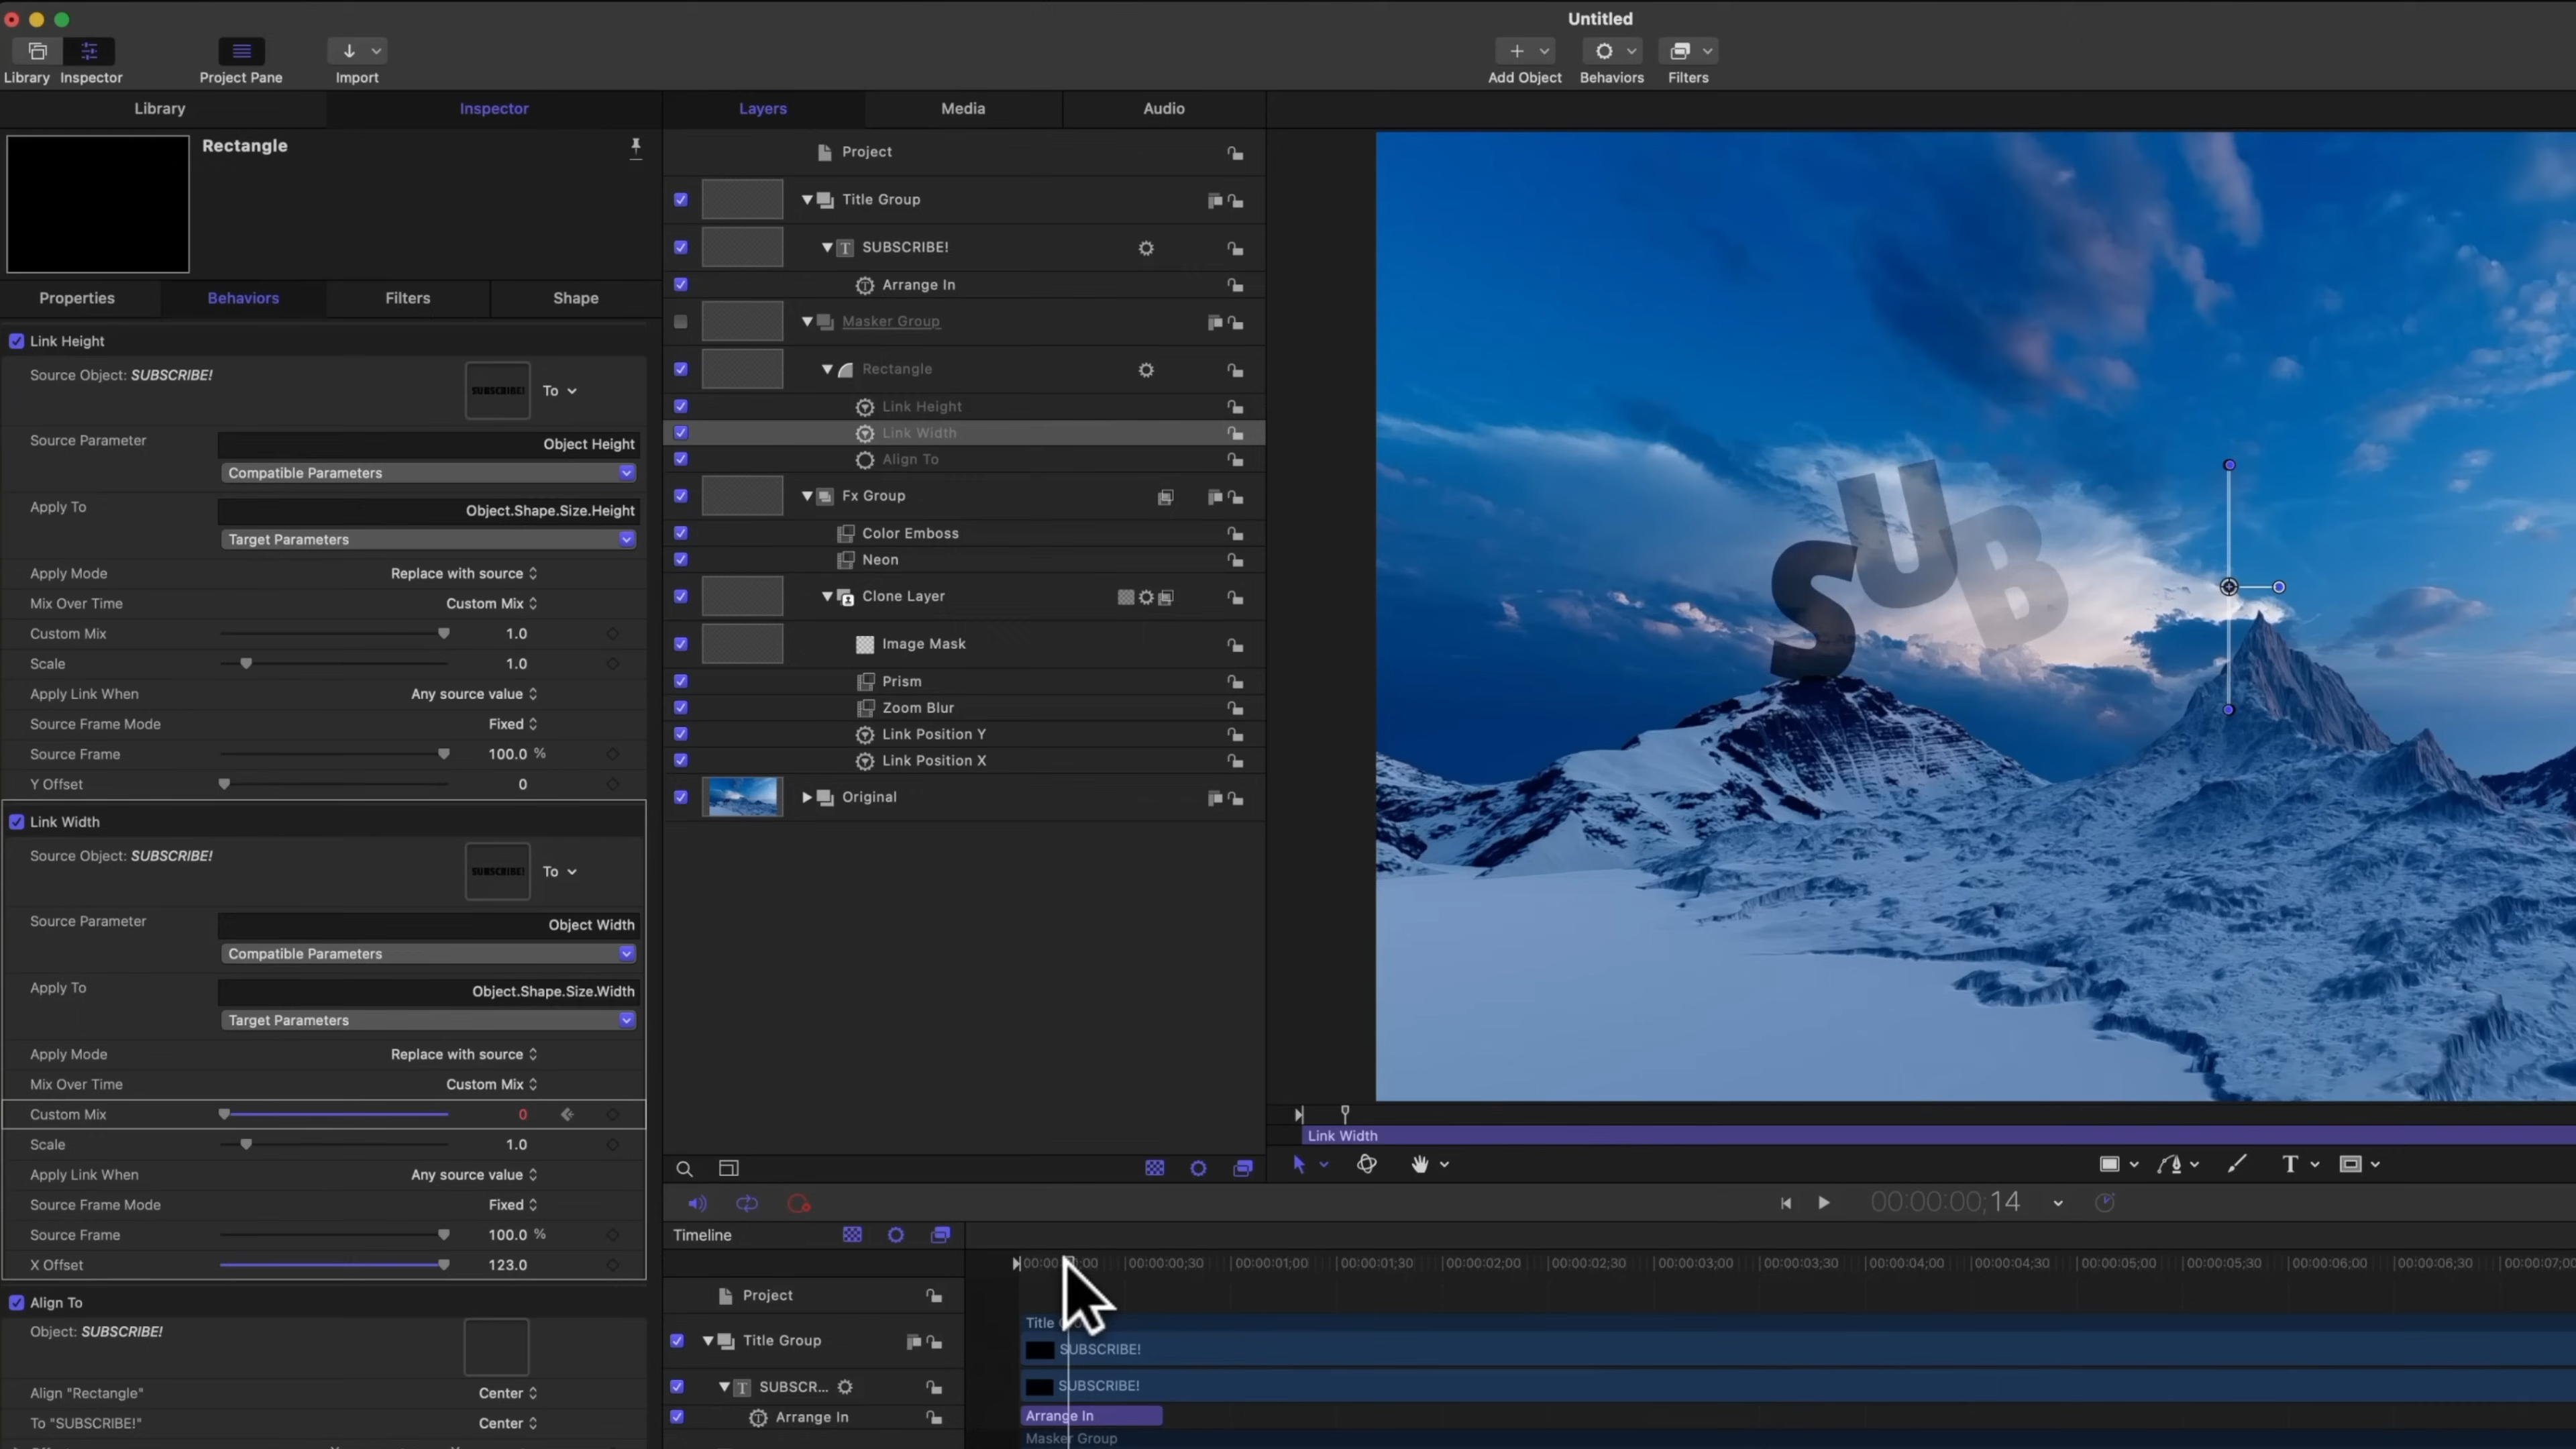 Untitled
Library
Inspector
Project Pane
Import
Add Object
Behaviors
Filters
Library
Inspector
Layers
Media
Audio
Rectangle
Properties
Behaviors
Filters
Shape
Link Height
Source Object: SUBSCRIBE!
SUBSCRIBE!
To
Source Parameter
Object Height
Compatible Parameters
Apply To
Object.Shape.Size.Height
Target Parameters
Apply Mode
Replace with source
Mix Over Time
Custom Mix
Custom Mix
1.0
Scale
1.0
Apply Link When
Any source value
Source Frame Mode
Fixed
Source Frame
100.0 %
Y Offset
0
Link Width
Source Object: SUBSCRIBE!
SUBSCRIBE!
To
Source Parameter
Object Width
Compatible Parameters
Apply To
Object.Shape.Size.Width
Target Parameters
Apply Mode
Replace with source
Mix Over Time
Custom Mix
Custom Mix
0
Scale
1.0
Apply Link When
Any source value
Source Frame Mode
Fixed
Source Frame
100.0 %
X Offset
123.0
Align To
Object: SUBSCRIBE!
Align "Rectangle"
Center
To "SUBSCRIBE!"
Center
Project
Title Group
SUBSCRIBE!
Arrange In
Masker Group
Rectangle
Link Height
Link Width
Align To
Fx Group
Color Emboss
Neon
Clone Layer
Image Mask
Prism
Zoom Blur
Link Position Y
Link Position X
Original
SUB
Link Width
T
00:00:00;14
Timeline
00:00:00;30
00:00:01;00
00:00:01;30
00:00:02;00
00:00:02;30
00:00:03;00
00:00:03;30
00:00:04;00
00:00:04;30
00:00:05;00
00:00:05;30
00:00:06;00
00:00:06;30
Project
Title Group
SUBSCR...
Arrange In
Title
SUBSCRIBE!
SUBSCRIBE!
Arrange In
Masker Group